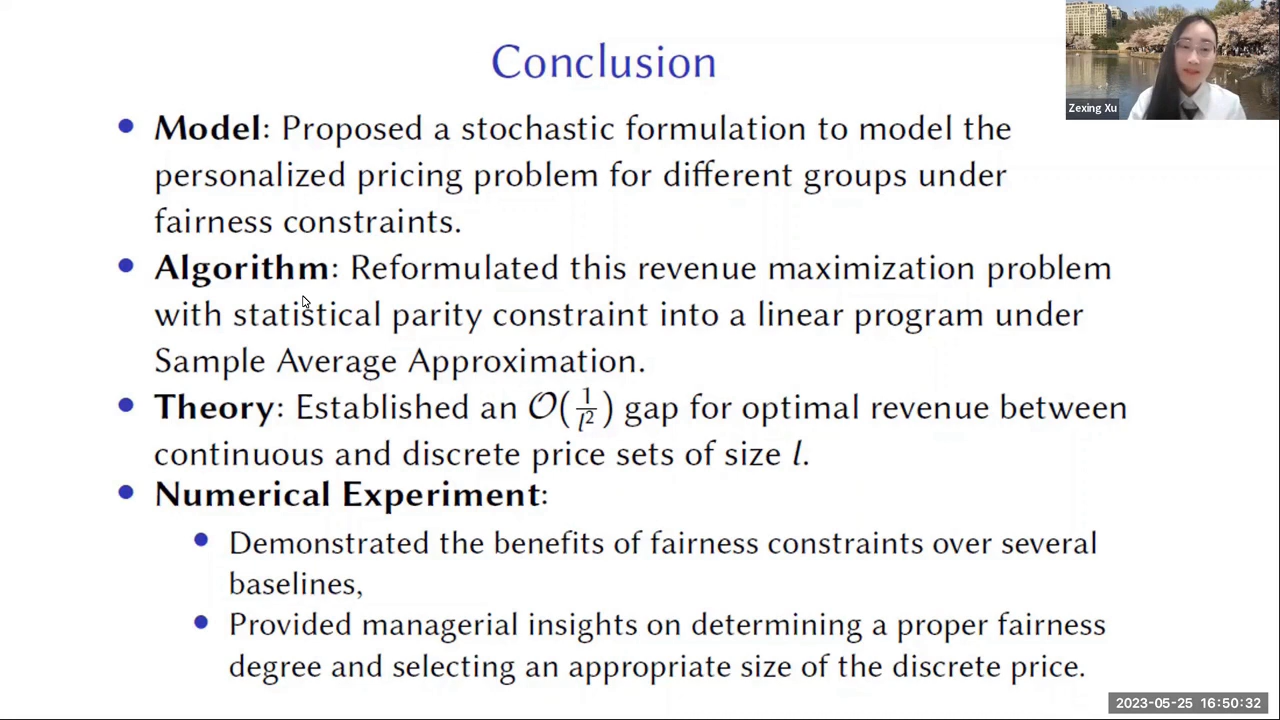 Conclusion
Zexing Xu
• Model: Proposed a stochastic formulation to model the
personalized pricing problem for different groups under
fairness constraints.
• Algorithm: Reformulated this revenue maximization problem
with statistical parity constraint into a linear program under
Sample Average Approximation.
• Theory: Established an 𝒪(1/l²) gap for optimal revenue between
continuous and discrete price sets of size l.
• Numerical Experiment:
• Demonstrated the benefits of fairness constraints over several
baselines,
• Provided managerial insights on determining a proper fairness
degree and selecting an appropriate size of the discrete price.
2023-05-25 16:50:32